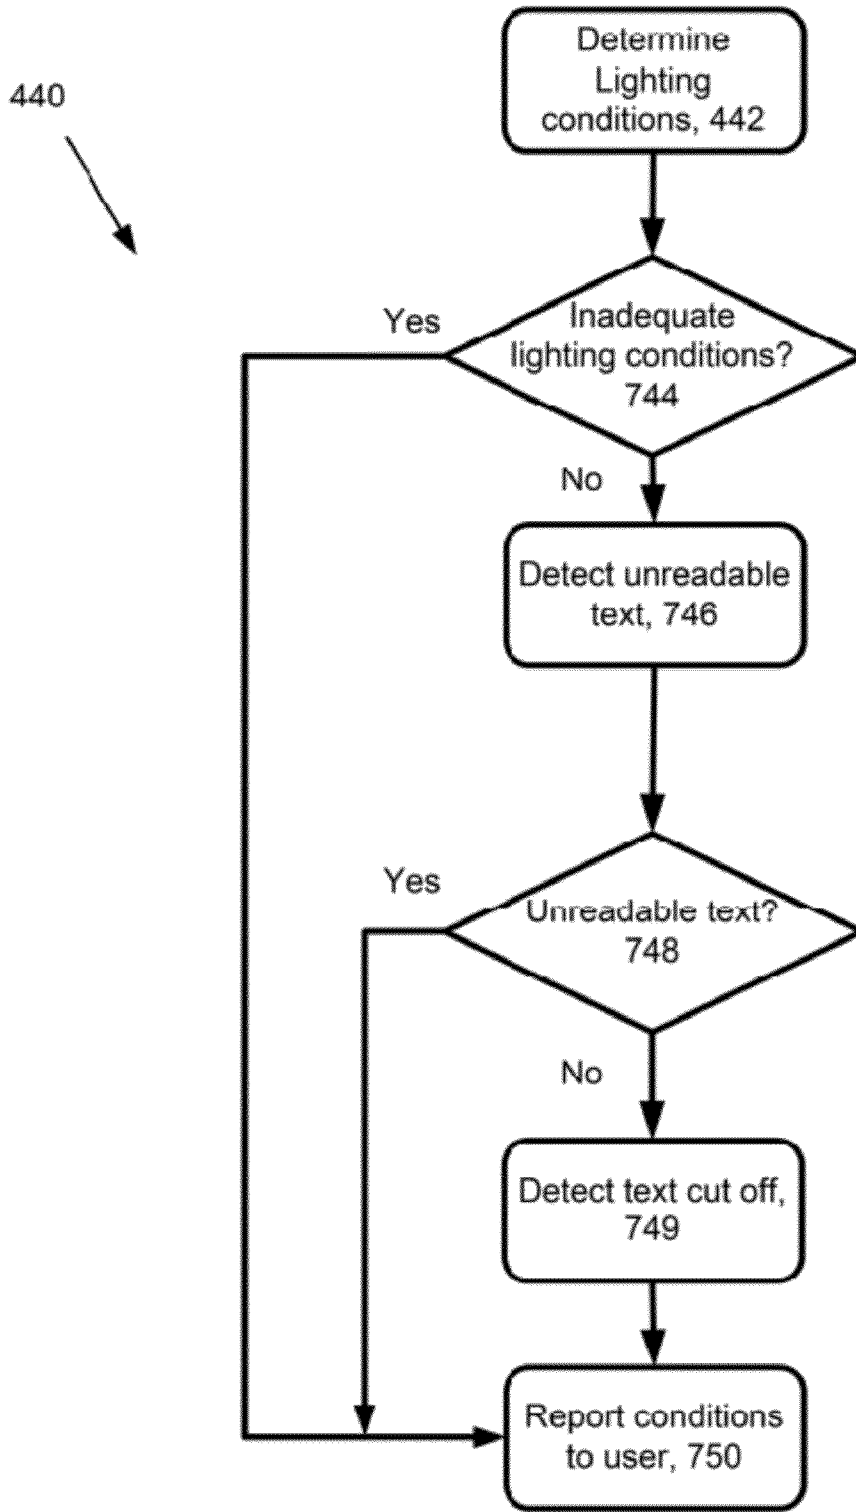 440
Determine
Lighting
conditions, 442
Yes
Inadequate
lighting conditions?
744
No
Detect unreadable
text, 746
Yes
Unreadable text?
748
No
Detect text cut off,
749
Report conditions
to user, 750